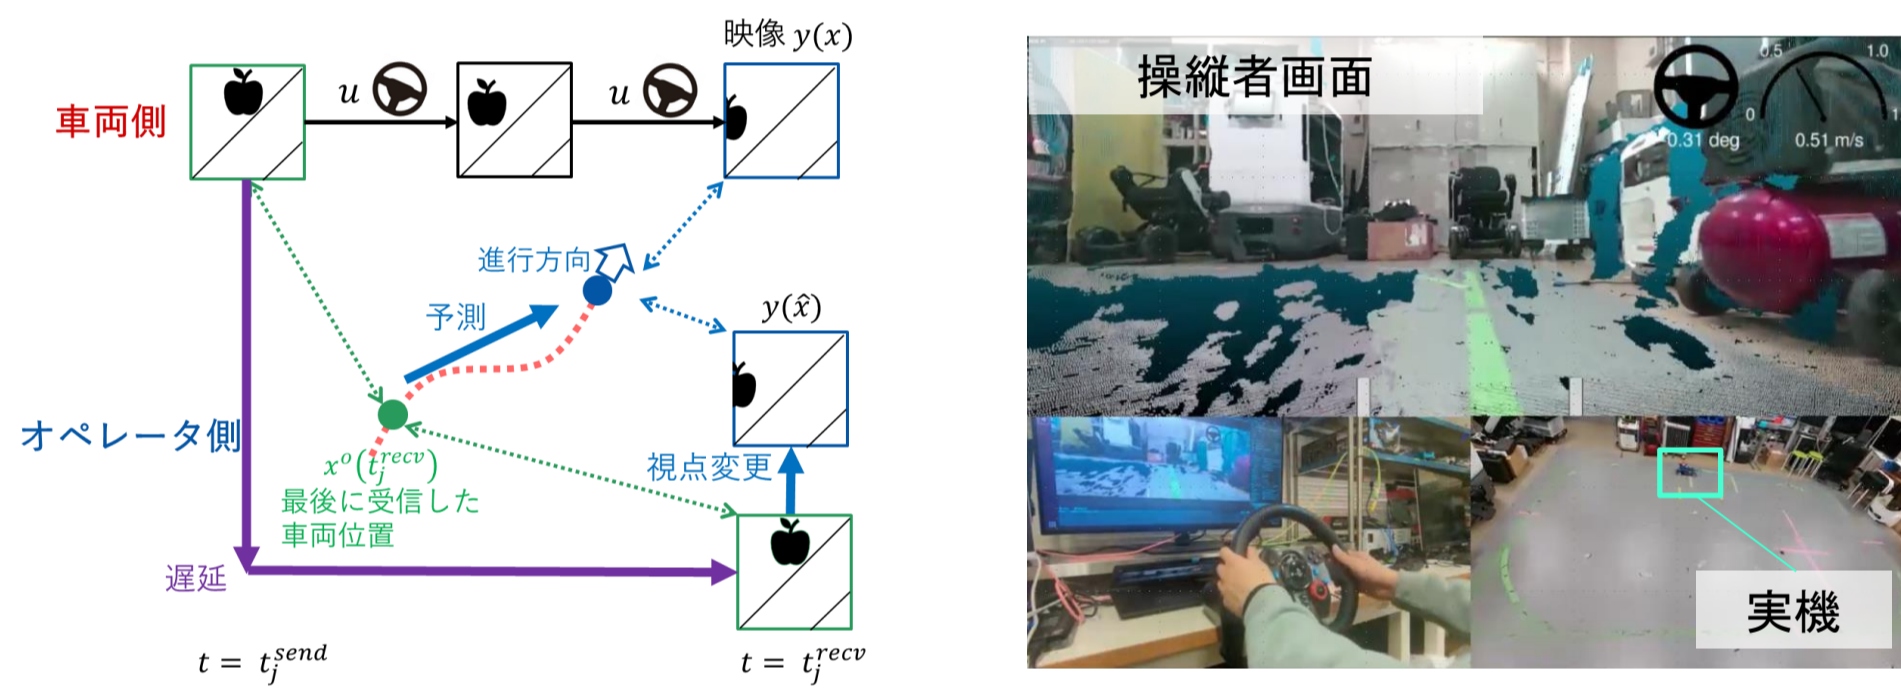 映像 y(x)
車両側
u
u
進行方向
予測
y(x̂)
オペレータ側
x^o(t_j^{recv})
最後に受信した
車両位置
視点変更
遅延
t = t_j^{send}
t = t_j^{recv}
操縦者画面
0.5
1.0
0
1
0.31 deg
0.51 m/s
実機